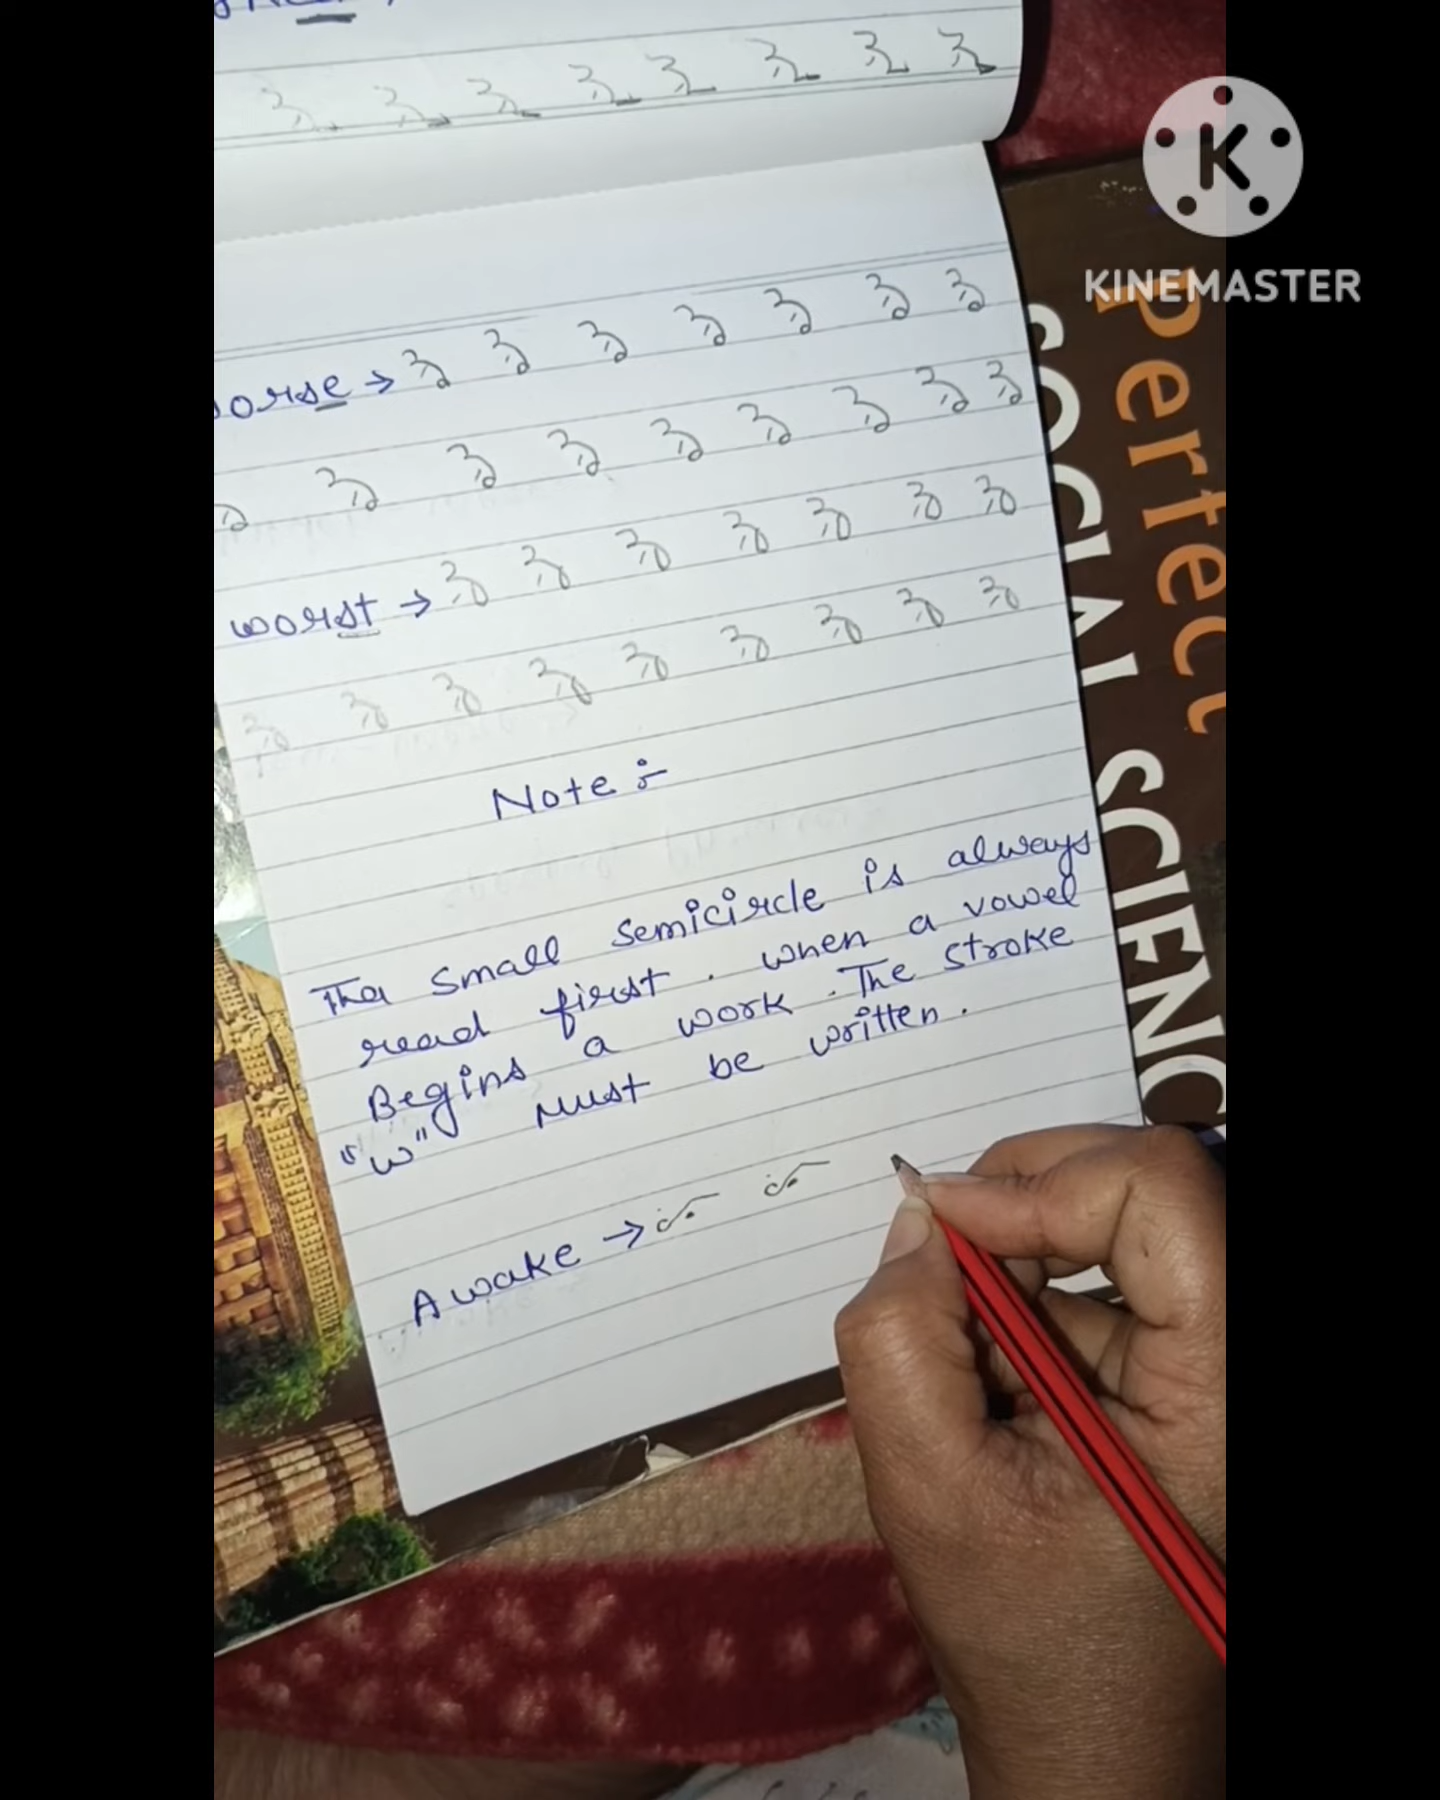 KINEMASTER
Perfect
SOCIAL SCIENC
orse →
worst →
Note :-
The small semicircle is always
read first . when a vowel
Begins a work . The stroke
"w" must be written .
Awake →